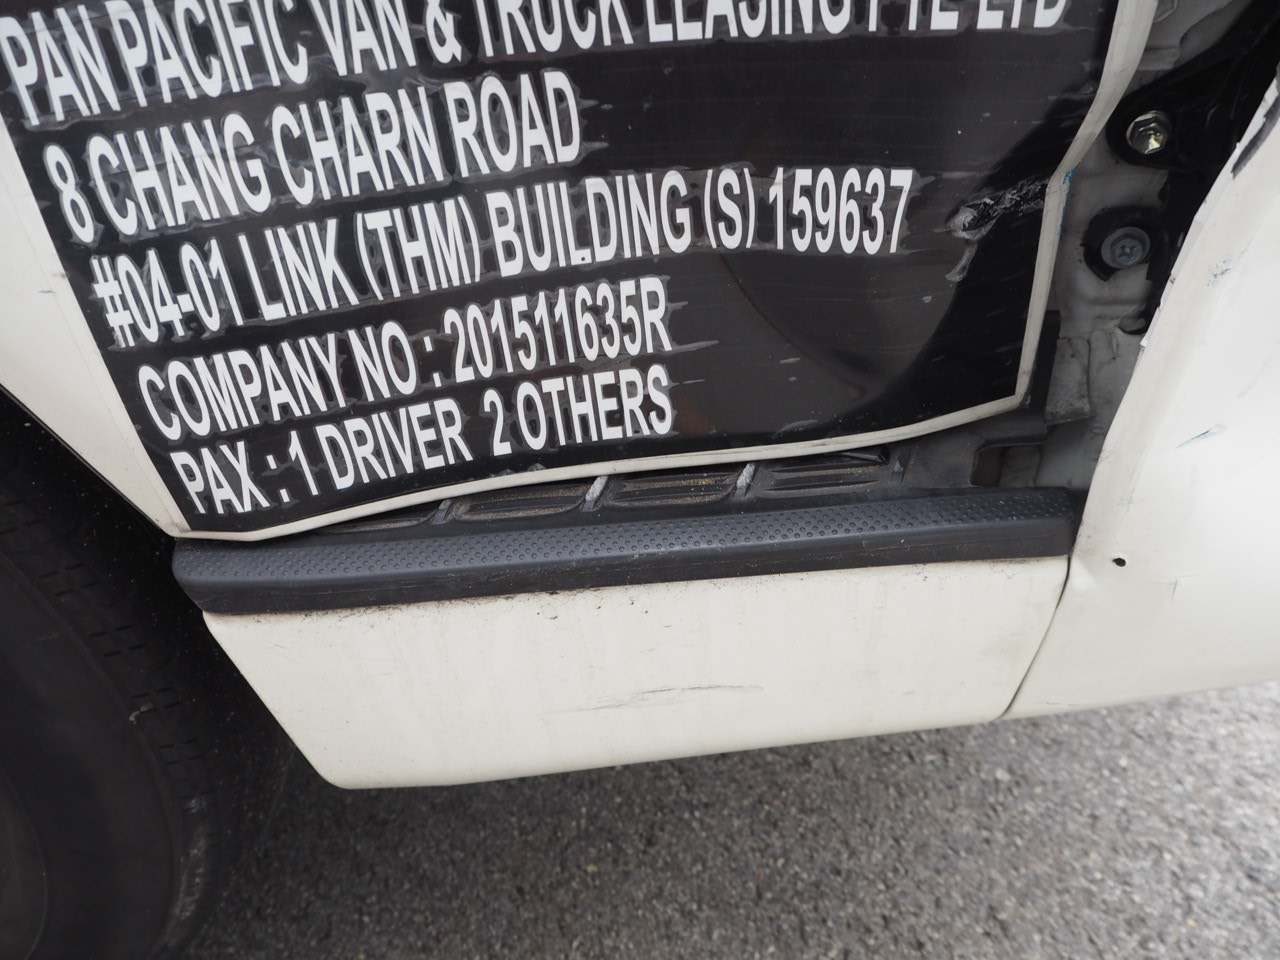 PAN PACIFIC VAN & TRUCK LEASING PTE LTD
8 CHANG CHARN ROAD
#04-01 LINK (THM) BUILDING (S) 159637
COMPANY NO : 201511635R
PAX : 1 DRIVER 2 OTHERS